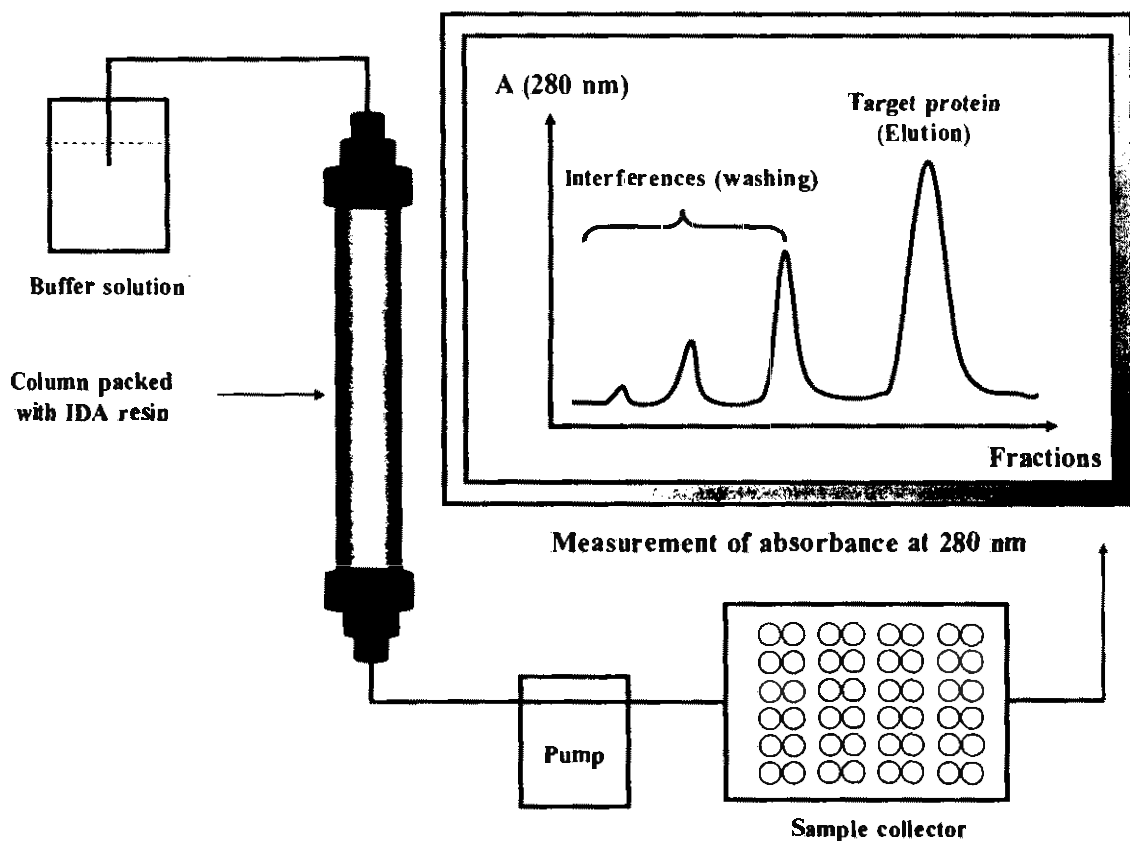 A (280 nm)
Target protein
(Elution)
Interferences (washing)
Fractions
Buffer solution
Column packed
with IDA resin
Measurement of absorbance at 280 nm
Pump
Sample collector